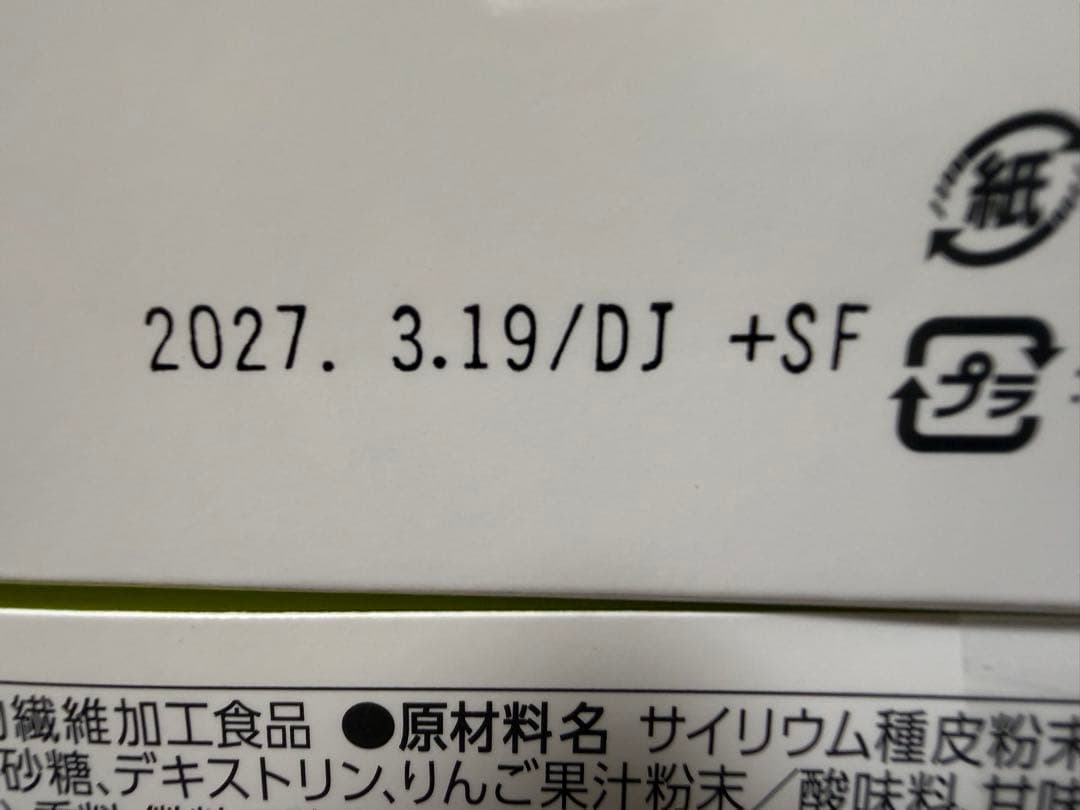 紙
2027. 3.19/DJ +SF
プラ
繊維加工食品 ●原材料名 サイリウム種皮粉末
砂糖、デキストリン、りんご果汁粉末/酸味料、甘味